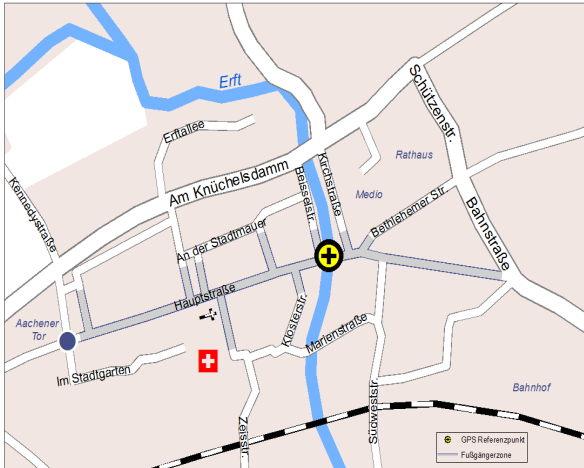 Erft
Schützenstr.
Erftallee
Am Knüchelsdamm
Kirchstraße
Beisselstr.
Rathaus
Kennedystraße
Medio
Bethlehemer Str.
Bahnstraße
An der Stadtmauer
Hauptstraße
Aachener
Tor
Klosterstr.
Marienstraße
Im Stadtgarten
Zeisstr.
Südweststr.
Bahnhof
GPS Referenzpunkt
Fußgängerzone